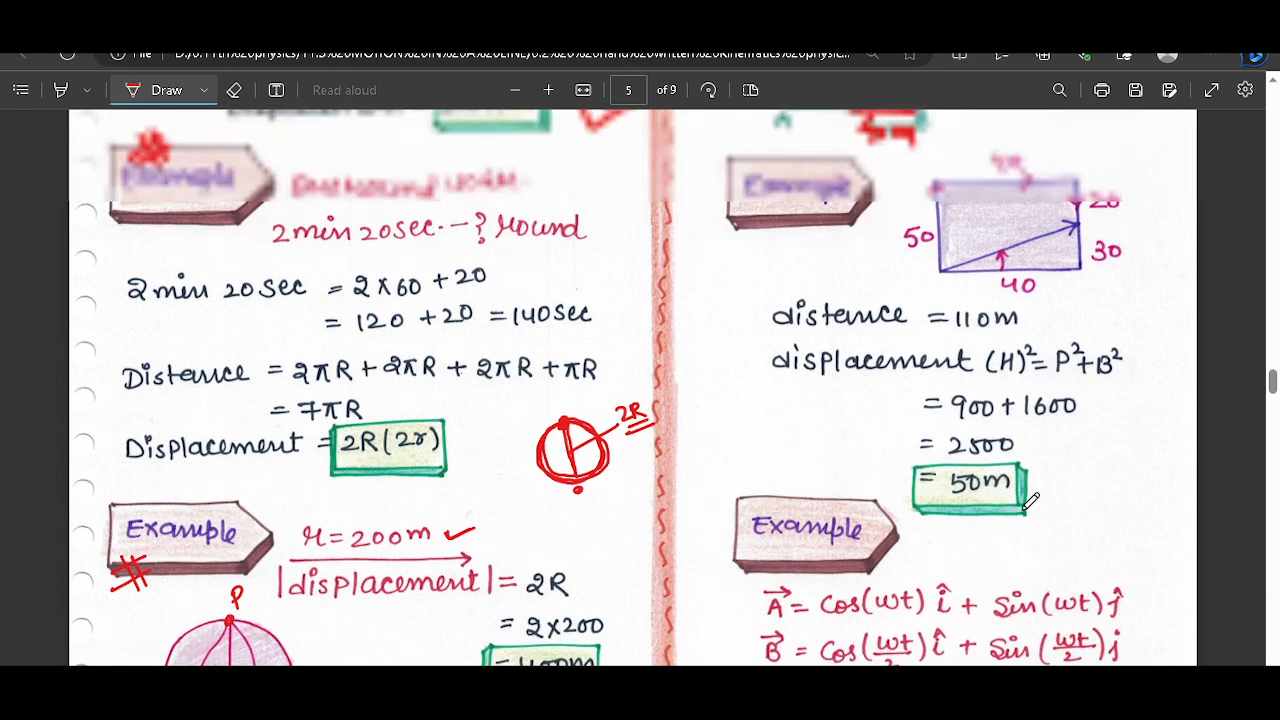 Draw
Read aloud
5 of 9
Example
2 min 20 sec. - ? round
2 min 20 sec = 2 x 60 + 20
= 120 + 20 = 140 sec
Distance = 2πR + 2πR + 2πR + πR
= 7πR
Displacement = 2R (2r)
2R
Example
r = 200m
|displacement| = 2R
= 2 x 200
= 400m
P
Example
20
50
30
40
distance = 110m
displacement (H)² = P² + B²
= 900 + 1600
= 2500
= 50m
Example
A⃗ = Cos(ωt) î + Sin(ωt) ĵ
B⃗ = Cos(ωt/2) î + Sin(ωt/2) j